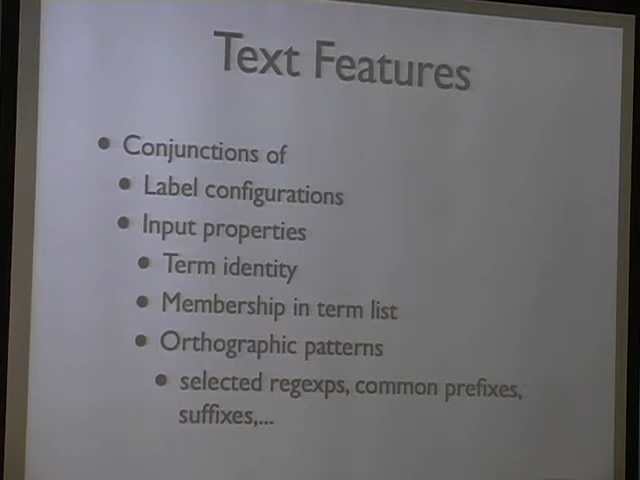 Text Features
• Conjunctions of
• Label configurations
• Input properties
• Term identity
• Membership in term list
• Orthographic patterns
• selected regexps, common prefixes,
suffixes,...